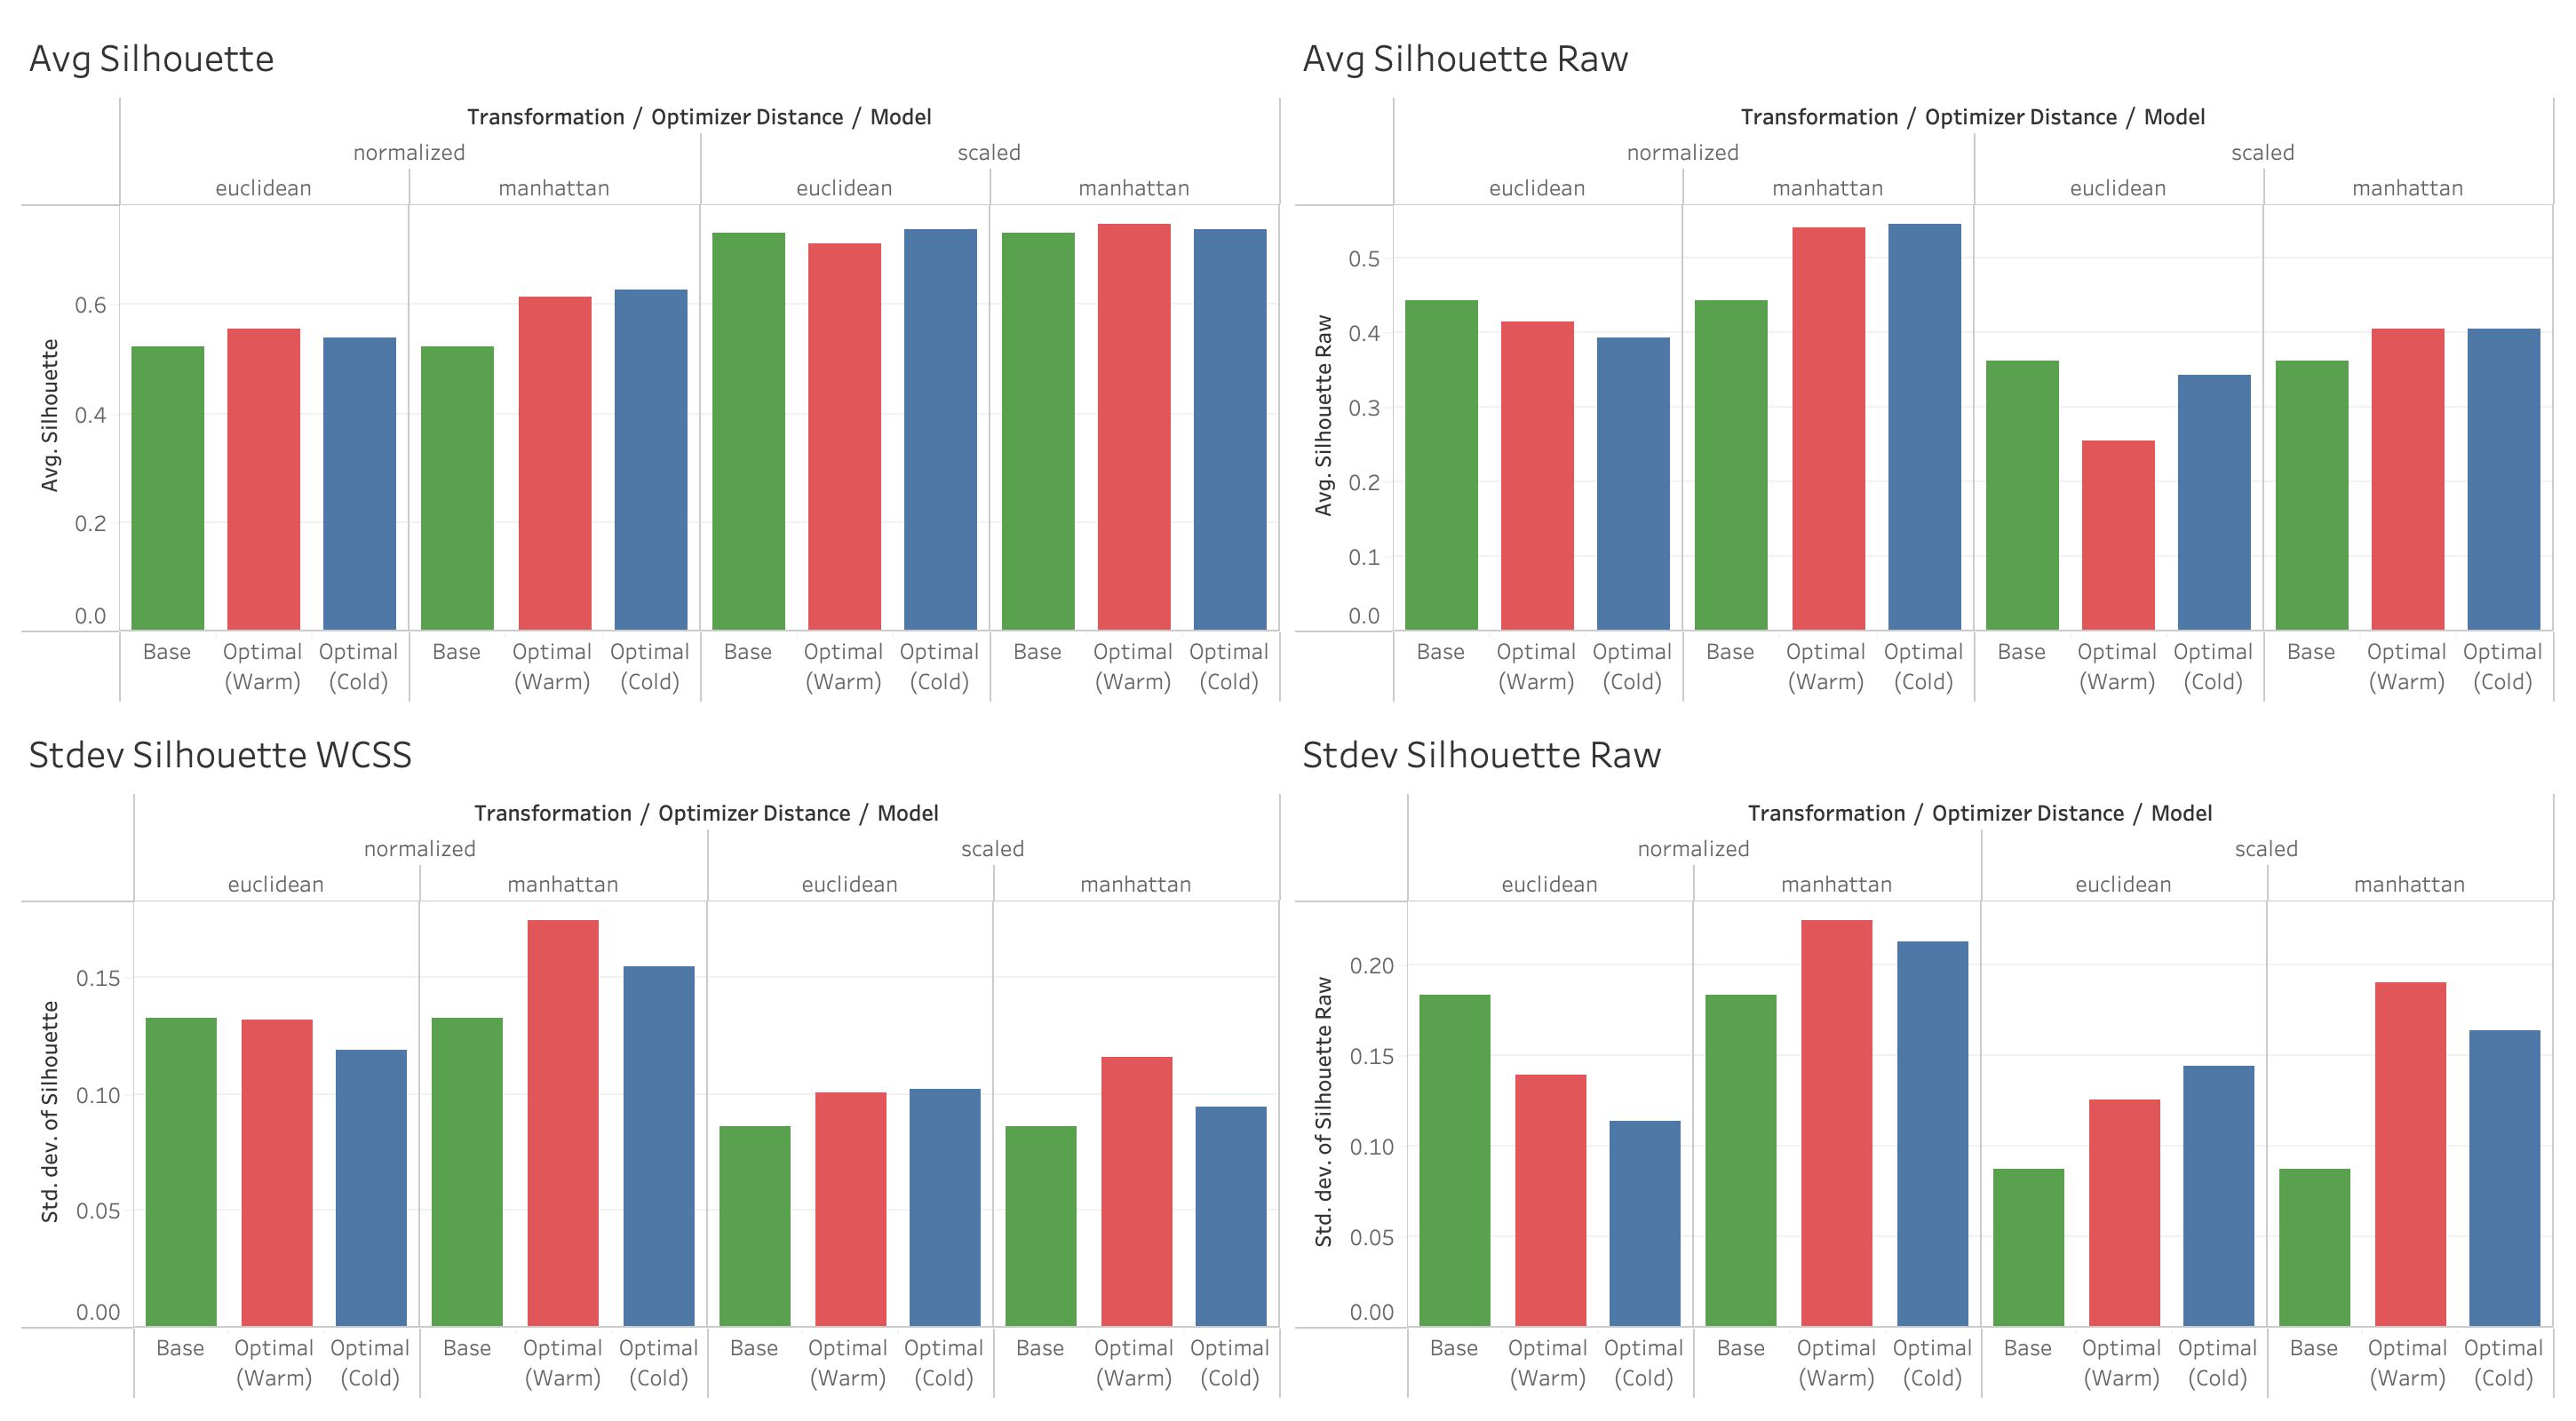 Avg Silhouette
Transformation / Optimizer Distance / Model
normalized scaled
euclidean manhattan euclidean manhattan
Avg. Silhouette
0.6
0.4
0.2
0.0
Base Optimal Optimal Base Optimal Optimal Base Optimal Optimal Base Optimal Optimal
(Warm) (Cold) (Warm) (Cold) (Warm) (Cold) (Warm) (Cold)
Avg Silhouette Raw
Transformation / Optimizer Distance / Model
normalized scaled
euclidean manhattan euclidean manhattan
Avg. Silhouette Raw
0.5
0.4
0.3
0.2
0.1
0.0
Base Optimal Optimal Base Optimal Optimal Base Optimal Optimal Base Optimal Optimal
(Warm) (Cold) (Warm) (Cold) (Warm) (Cold) (Warm) (Cold)
Stdev Silhouette WCSS
Transformation / Optimizer Distance / Model
normalized scaled
euclidean manhattan euclidean manhattan
Std. dev. of Silhouette
0.15
0.10
0.05
0.00
Base Optimal Optimal Base Optimal Optimal Base Optimal Optimal Base Optimal Optimal
(Warm) (Cold) (Warm) (Cold) (Warm) (Cold) (Warm) (Cold)
Stdev Silhouette Raw
Transformation / Optimizer Distance / Model
normalized scaled
euclidean manhattan euclidean manhattan
Std. dev. of Silhouette Raw
0.20
0.15
0.10
0.05
0.00
Base Optimal Optimal Base Optimal Optimal Base Optimal Optimal Base Optimal Optimal
(Warm) (Cold) (Warm) (Cold) (Warm) (Cold) (Warm) (Cold)